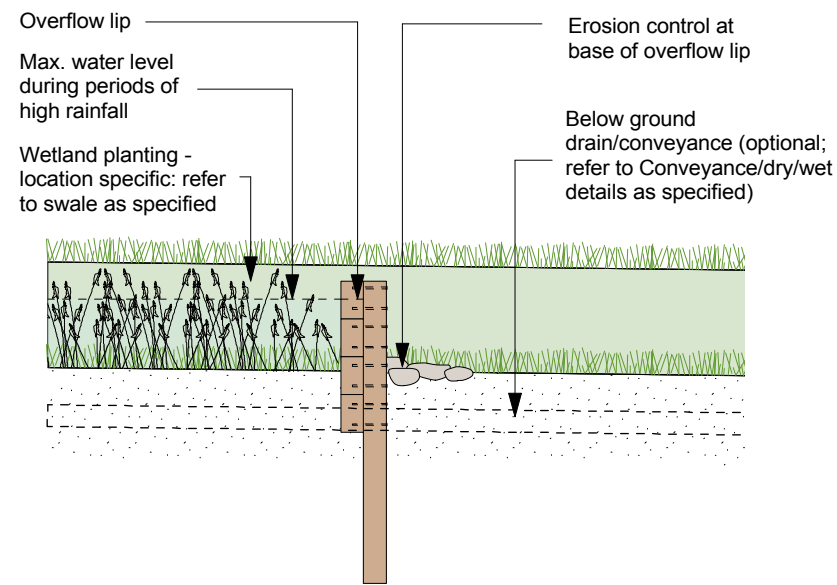 Overflow lip
Max. water level
during periods of
high rainfall
Wetland planting -
location specific: refer
to swale as specified
Erosion control at
base of overflow lip
Below ground
drain/conveyance (optional;
refer to Conveyance/dry/wet
details as specified)